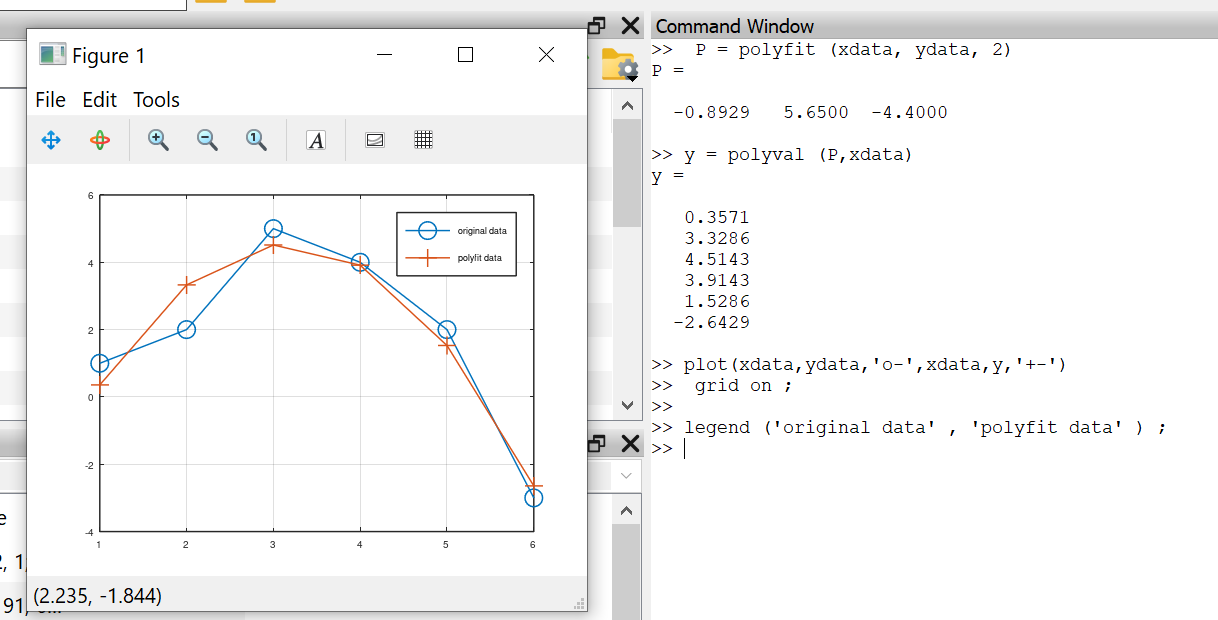 Figure 1
File Edit Tools
1
A
6
4
2
0
-2
-4
1 2 3 4 5 6
original data
polyfit data
(2.235, -1.844)
Command Window
>>  P = polyfit (xdata, ydata, 2)
P =
-0.8929   5.6500  -4.4000
>> y = polyval (P,xdata)
y =
0.3571
3.3286
4.5143
3.9143
1.5286
-2.6429
>> plot(xdata,ydata,'o-',xdata,y,'+-')
>>  grid on ;
>>
>> legend ('original data' , 'polyfit data' ) ;
>>